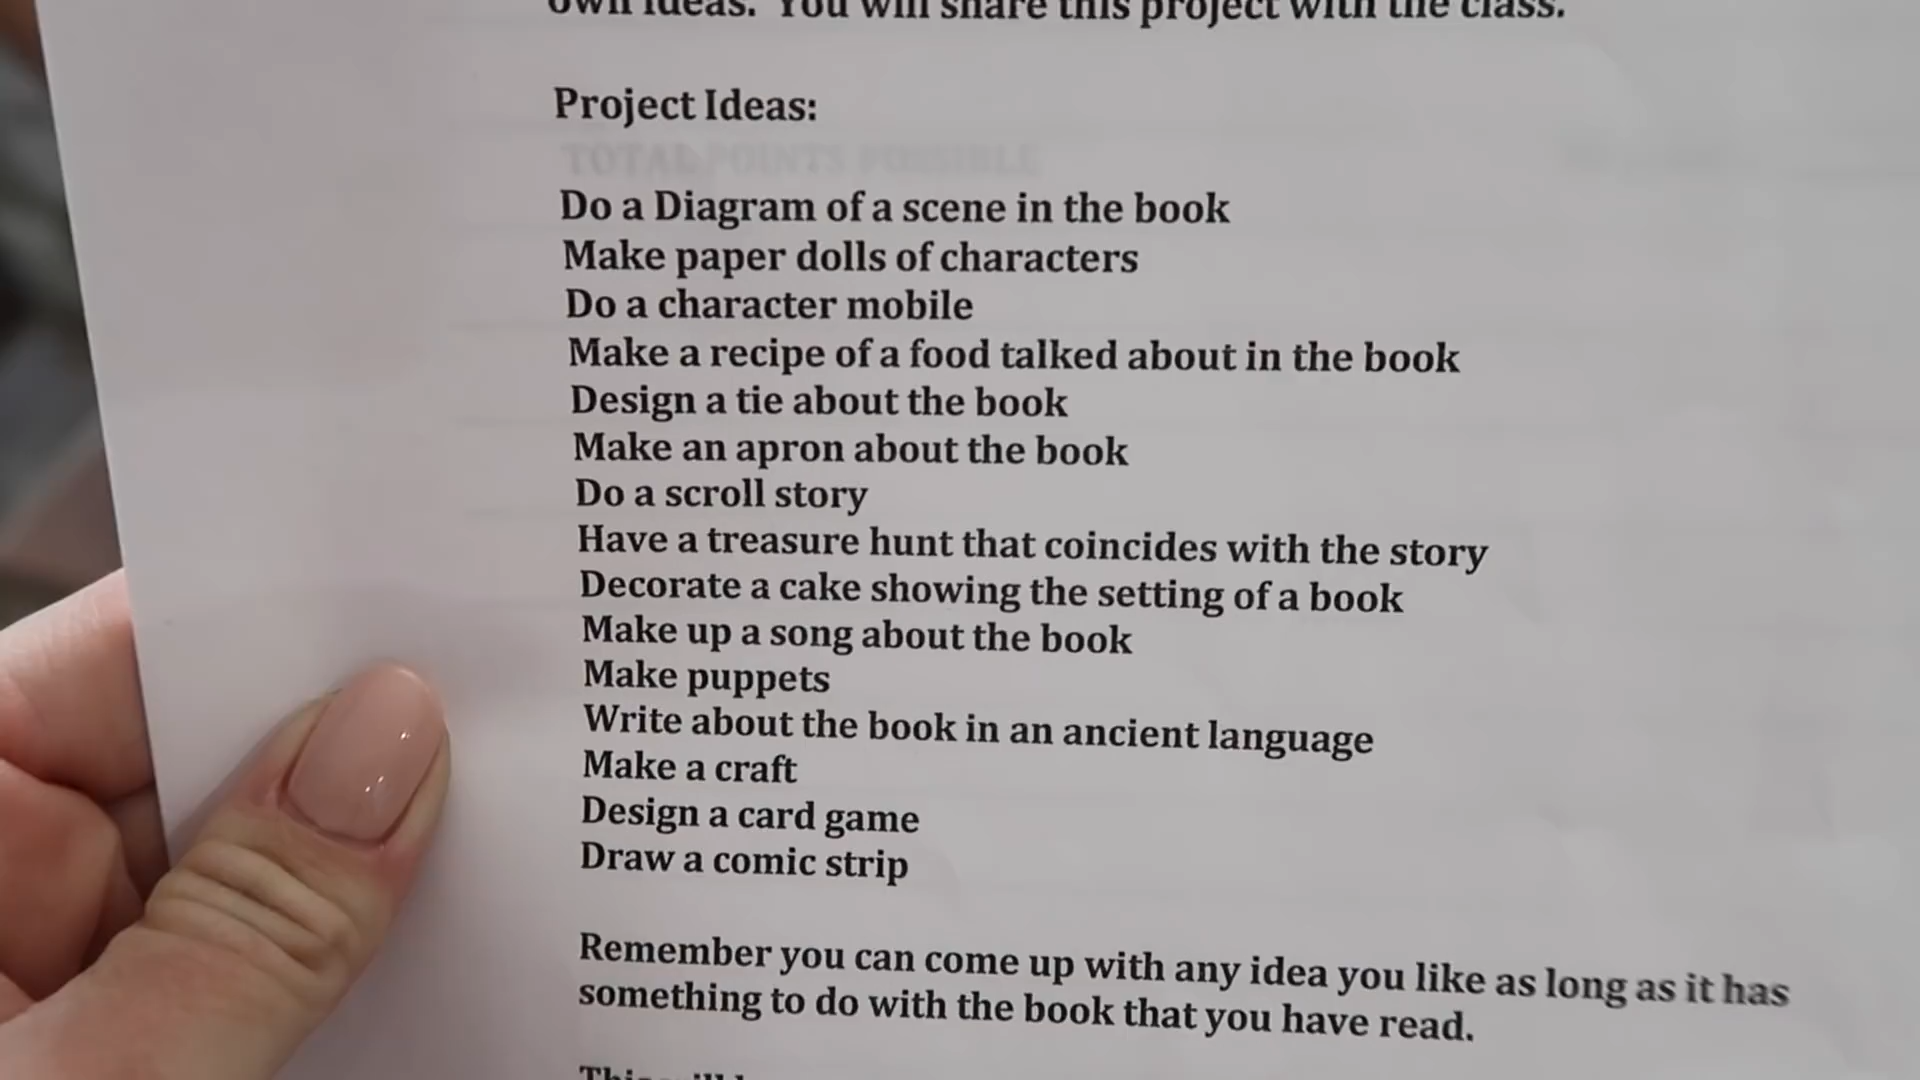 own ideas. You will share this project with the class.
Project Ideas:
TOTAL POINTS POSSIBLE
Do a Diagram of a scene in the book
Make paper dolls of characters
Do a character mobile
Make a recipe of a food talked about in the book
Design a tie about the book
Make an apron about the book
Do a scroll story
Have a treasure hunt that coincides with the story
Decorate a cake showing the setting of a book
Make up a song about the book
Make puppets
Write about the book in an ancient language
Make a craft
Design a card game
Draw a comic strip
Remember you can come up with any idea you like as long as it has
something to do with the book that you have read.